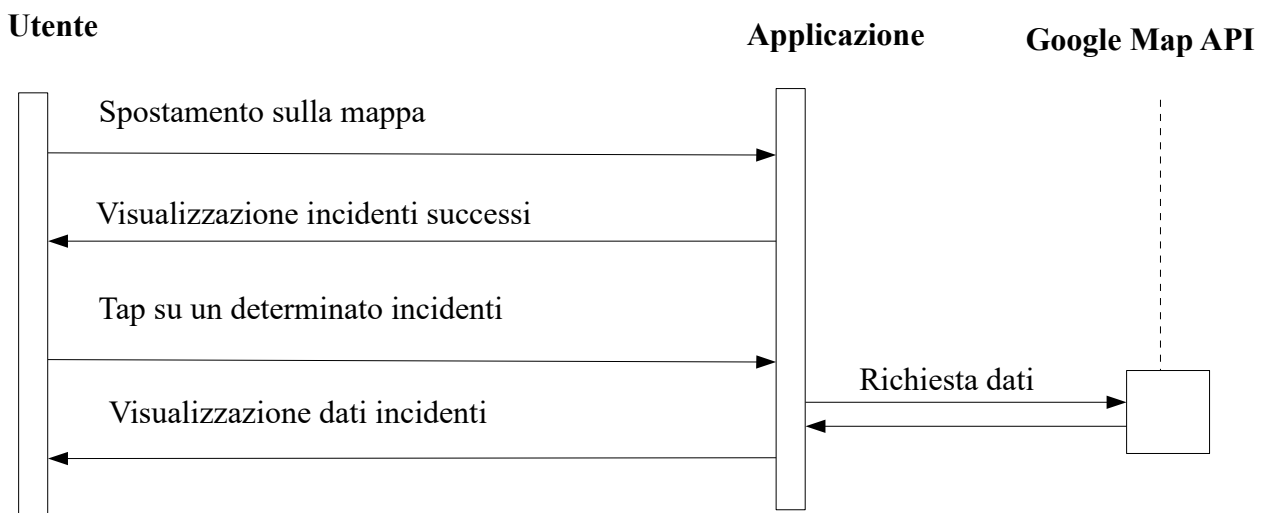 Utente
Applicazione
Google Map API
Spostamento sulla mappa
Visualizzazione incidenti successi
Tap su un determinato incidenti
Richiesta dati
Visualizzazione dati incidenti